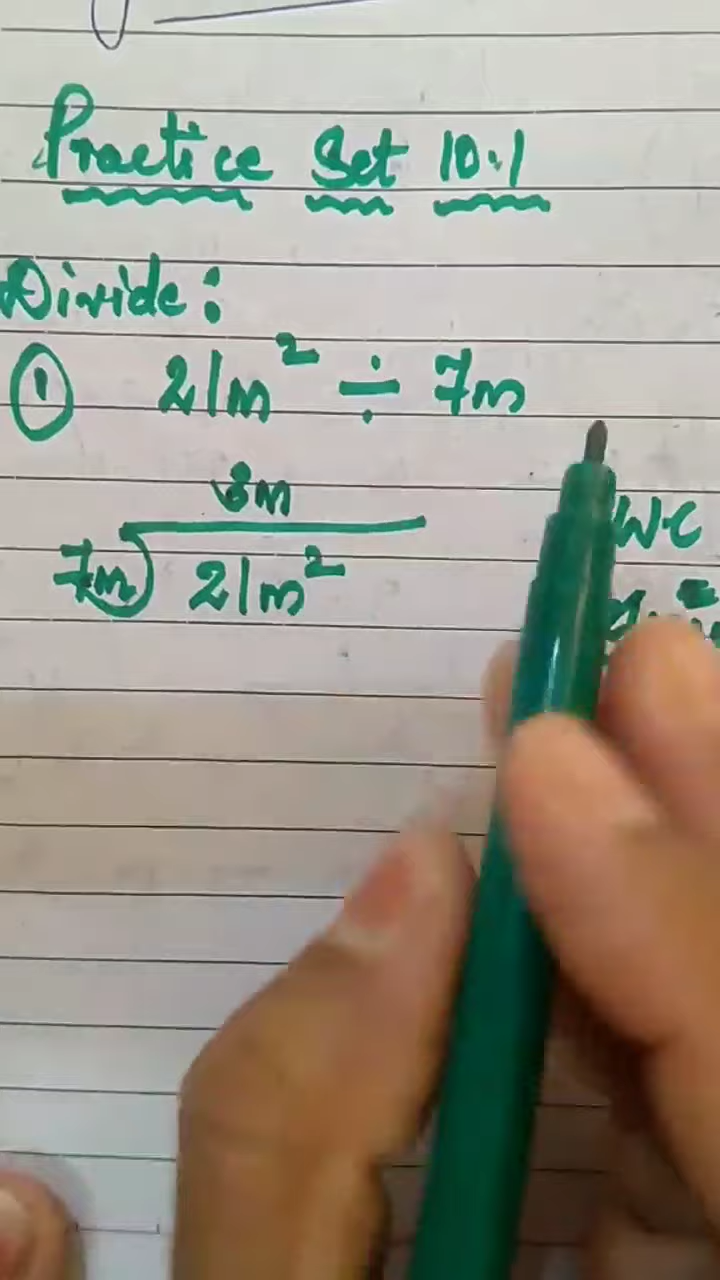 Practice Set 10.1
Divide:
① 21m² ÷ 7m
3m
7m) 21m²
W.C